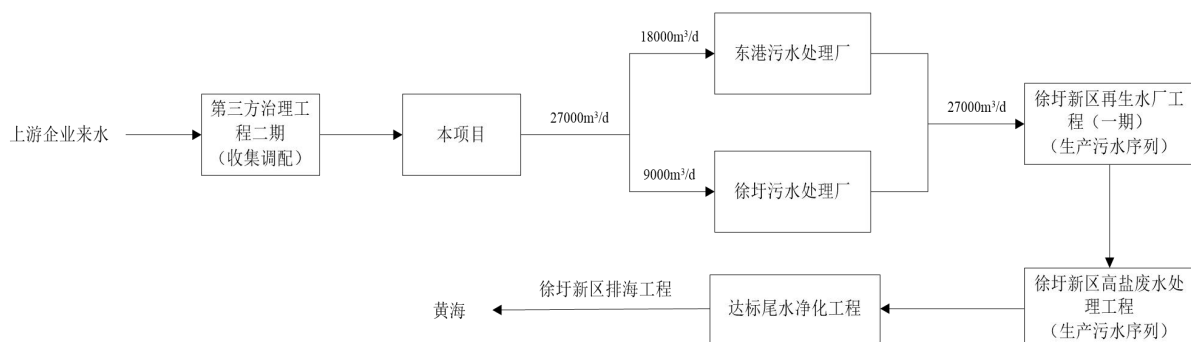 上游企业来水
第三方治理工
程二期
（收集调配）
本项目
27000m³/d
18000m³/d
东港污水处理厂
9000m³/d
徐圩污水处理厂
27000m³/d
徐圩新区再生水厂工
程（一期）
（生产污水序列）
徐圩新区高盐废水处
理工程
（生产污水序列）
达标尾水净化工程
徐圩新区排海工程
黄海